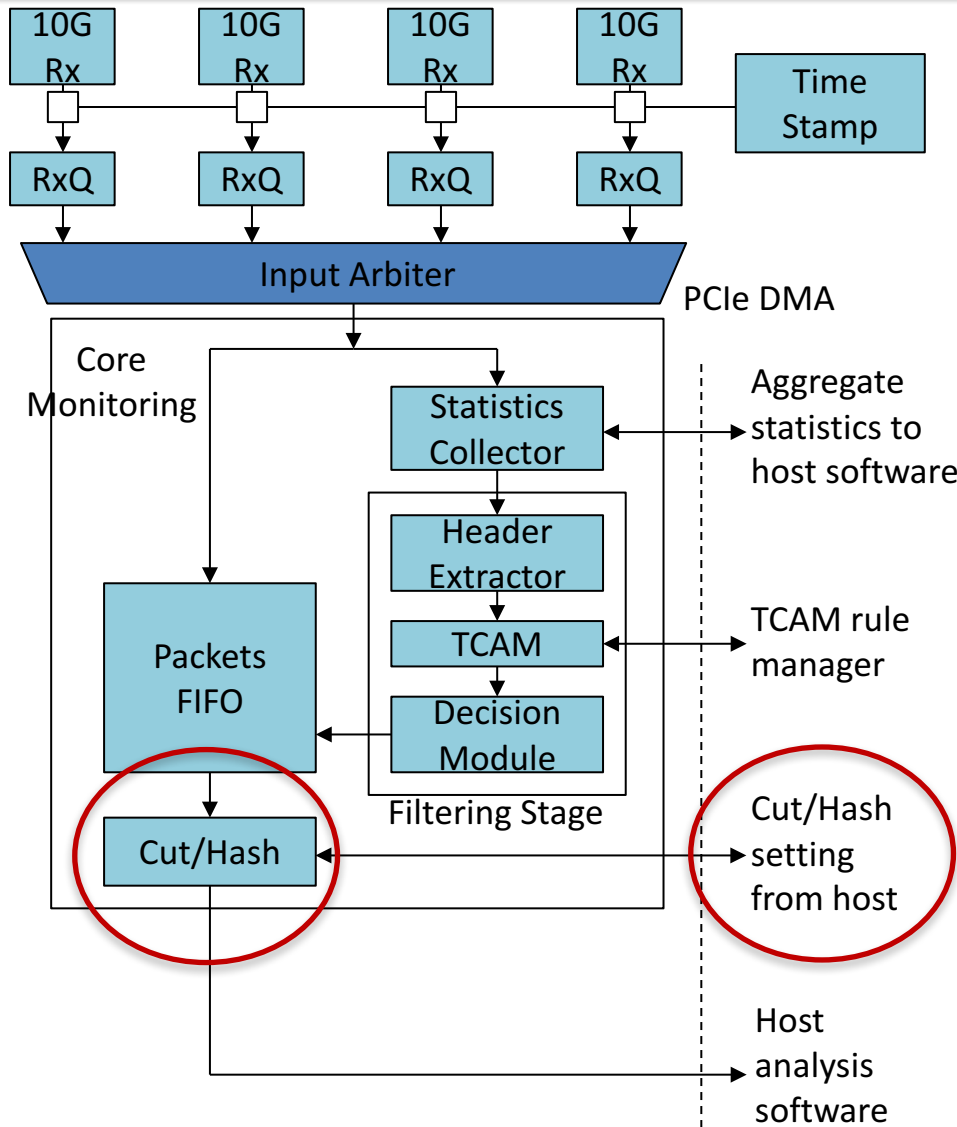 10G
Rx
10G
Rx
10G
Rx
10G
Rx
Time
Stamp
RxQ
RxQ
RxQ
RxQ
Input Arbiter
PCIe DMA
Core
Monitoring
Statistics
Collector
Aggregate
statistics to
host software
Header
Extractor
TCAM
TCAM rule
manager
Packets
FIFO
Decision
Module
Filtering Stage
Cut/Hash
Cut/Hash
setting
from host
Host
analysis
software